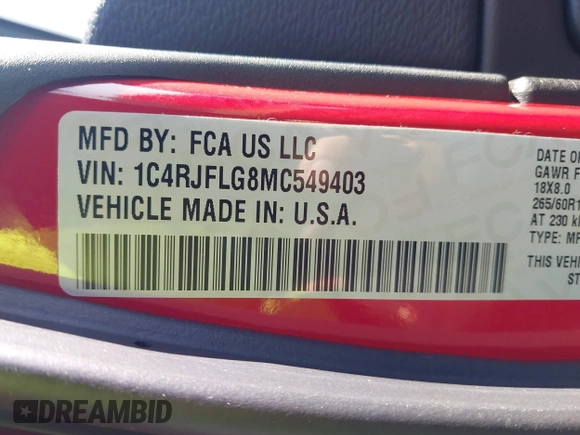 MFD BY: FCA US LLC
VIN: 1C4RJFLG8MC549403
VEHICLE MADE IN: U.S.A.
DATE O
GAWR F
18X8.0
265/60R1
AT 230 k
TYPE: M
THIS VEHI
ST
DREAMBID